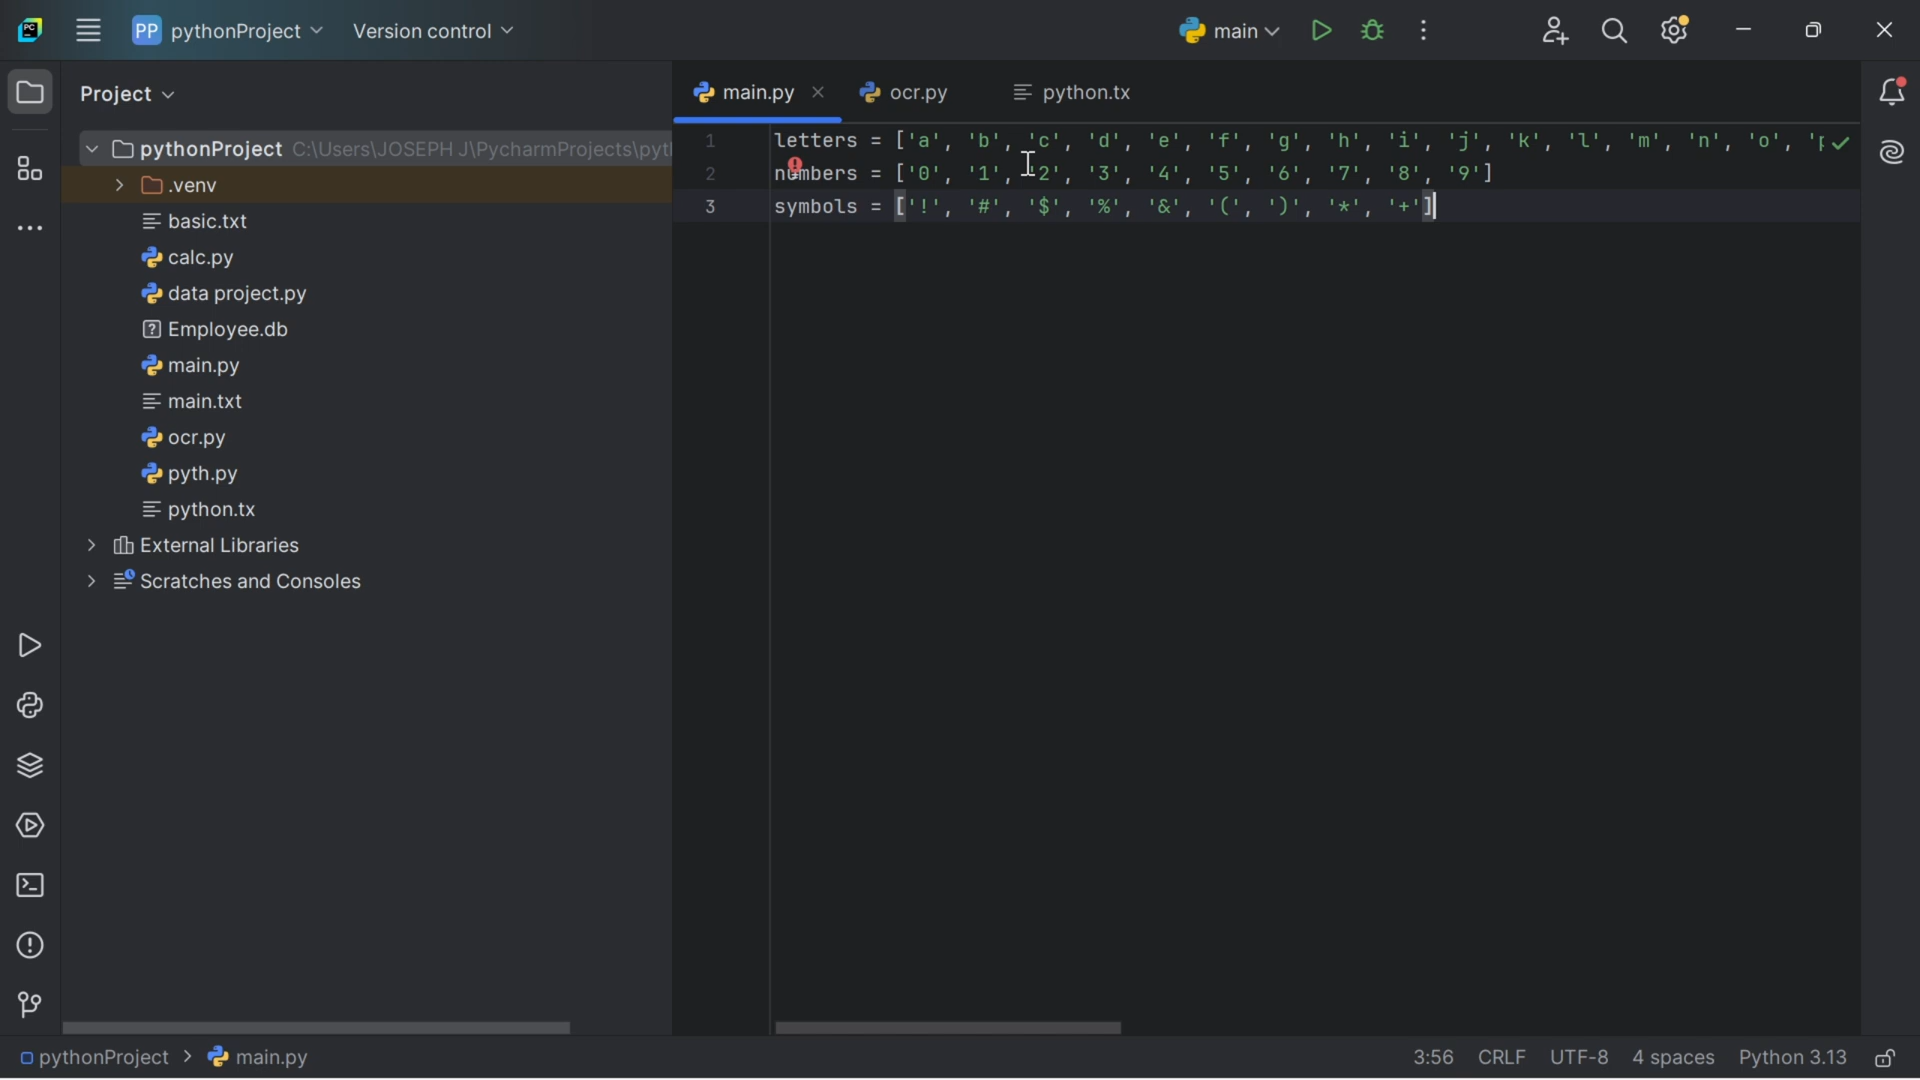 PC PP pythonProject Version control main
Project
main.py ocr.py python.tx
pythonProject C:\Users\JOSEPH J\PycharmProjects\pyt
.venv
basic.txt
calc.py
data project.py
Employee.db
main.py
main.txt
ocr.py
pyth.py
python.tx
External Libraries
Scratches and Consoles
1 letters = ['a', 'b', 'c', 'd', 'e', 'f', 'g', 'h', 'i', 'j', 'k', 'l', 'm', 'n', 'o', 'p
2 numbers = ['0', '1', '2', '3', '4', '5', '6', '7', '8', '9']
3 symbols = ['!', '#', '$', '%', '&', '(', ')', '*', '+']
pythonProject > main.py 3:56 CRLF UTF-8 4 spaces Python 3.13